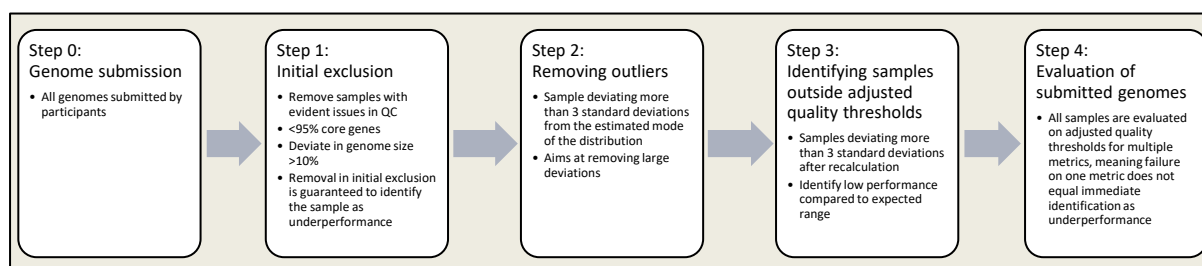 Step 0:
Genome submission
• All genomes submitted by
participants
Step 1:
Initial exclusion
• Remove samples with
evident issues in QC
• <95% core genes
• Deviate in genome size
>10%
• Removal in initial exclusion
is guaranteed to identify
the sample as
underperformance
Step 2:
Removing outliers
• Sample deviating more
than 3 standard deviations
from the estimated mode
of the distribution
• Aims at removing large
deviations
Step 3:
Identifying samples
outside adjusted
quality thresholds
• Samples deviating more
than 3 standard deviations
after recalculation
• Identify low performance
compared to expected
range
Step 4:
Evaluation of
submitted genomes
• All samples are evaluated
on adjusted quality
thresholds for multiple
metrics, meaning failure
on one metric does not
equal immediate
identification as
underperformance